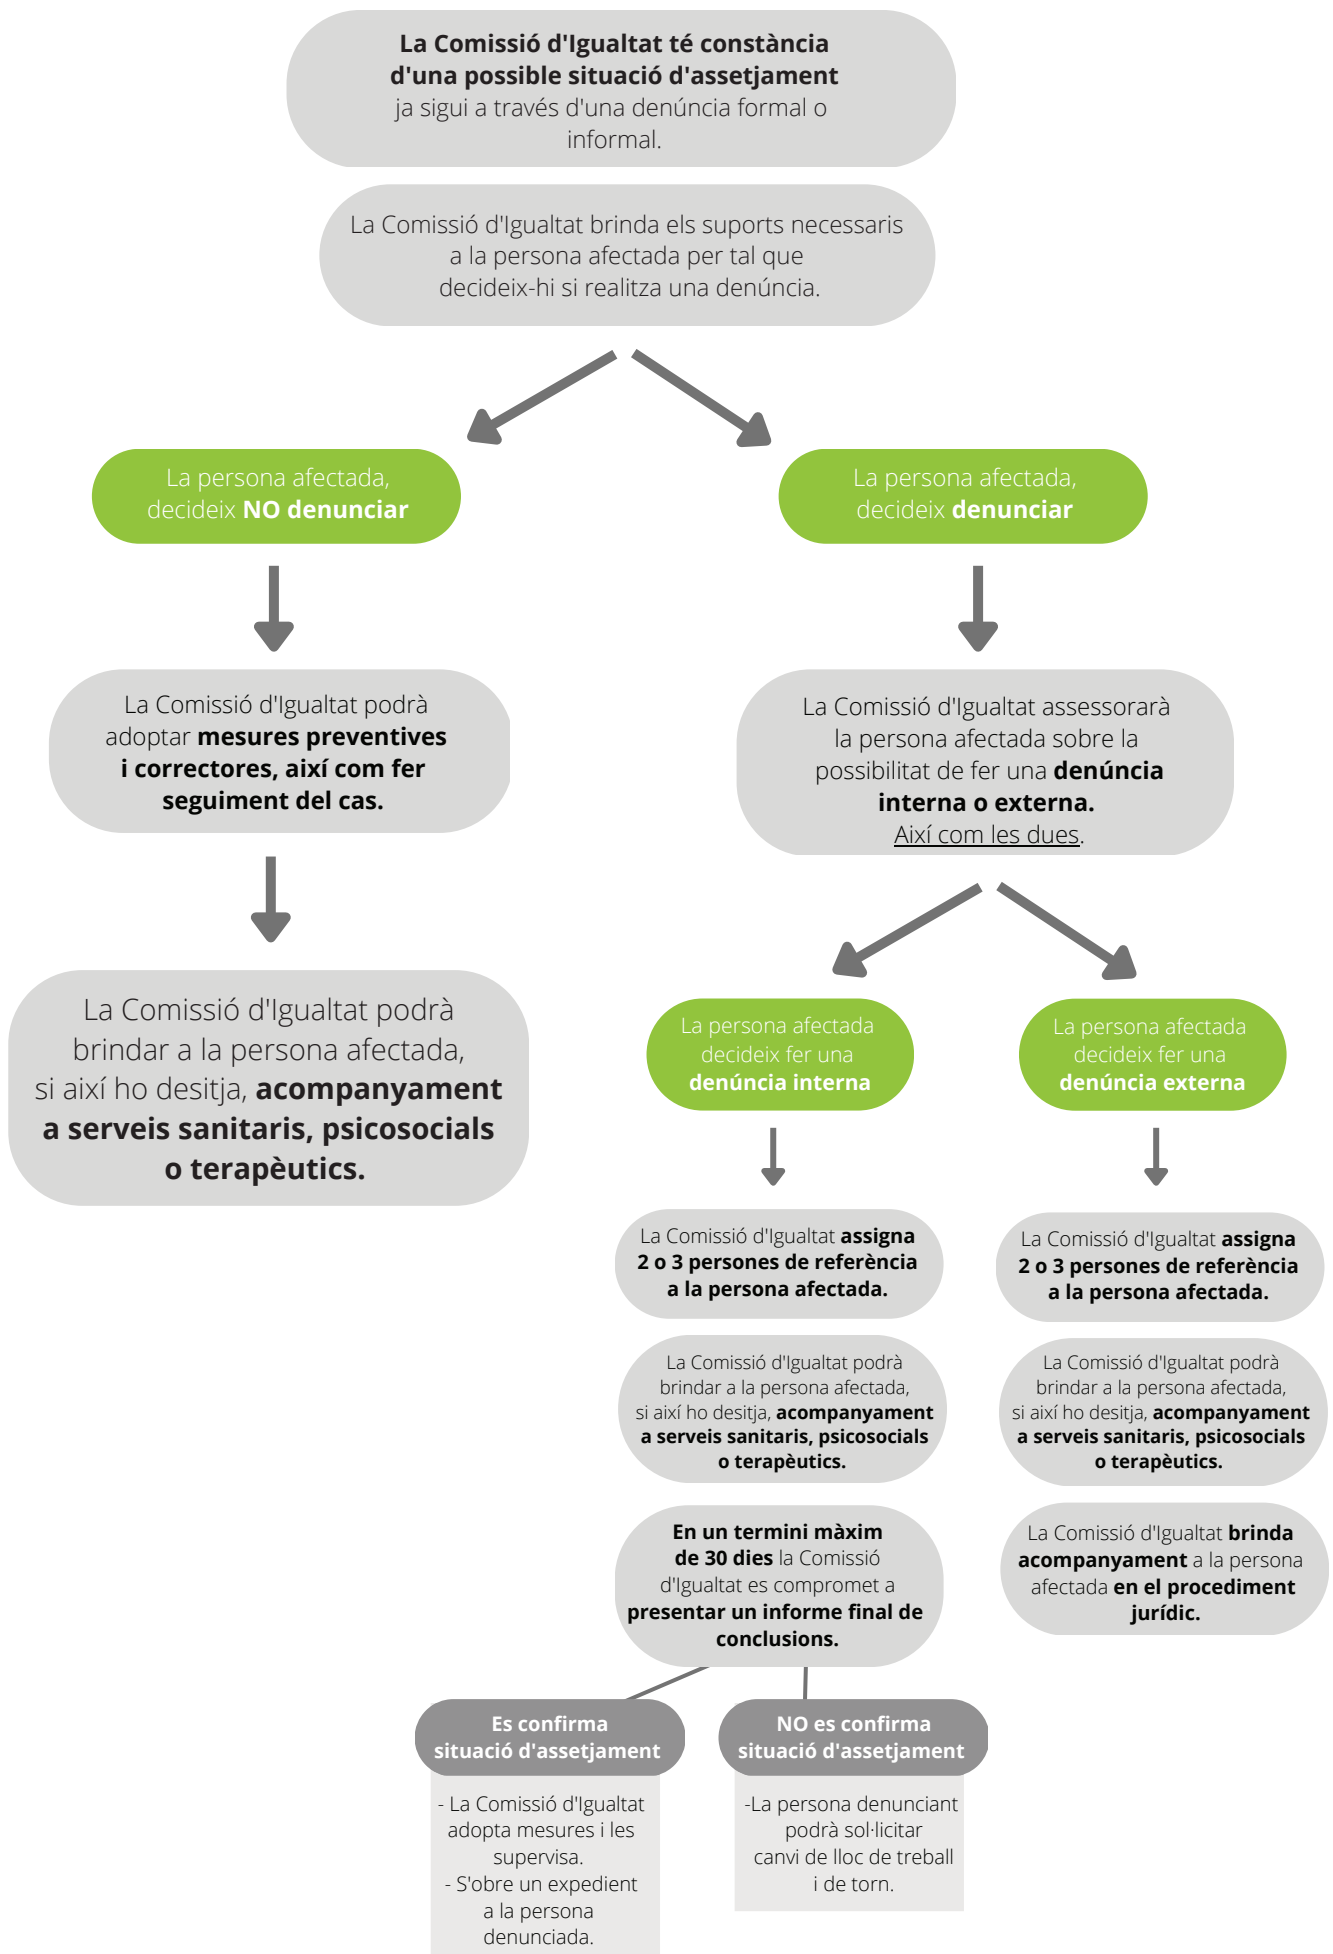 La Comissió d'Igualtat té constància
d'una possible situació d'assetjament
ja sigui a través d'una denúncia formal o
informal.
La Comissió d'Igualtat brinda els suports necessaris
a la persona afectada per tal que
decideix-hi si realitza una denúncia.
La persona afectada,
decideix NO denunciar
La persona afectada,
decideix denunciar
La Comissió d'Igualtat podrà
adoptar mesures preventives
i correctores, així com fer
seguiment del cas.
La Comissió d'Igualtat assessorarà
la persona afectada sobre la
possibilitat de fer una denúncia
interna o externa.
Així com les dues.
La Comissió d'Igualtat podrà
brindar a la persona afectada,
si així ho desitja, acompanyament
a serveis sanitaris, psicosocials
o terapèutics.
La persona afectada
decideix fer una
denúncia interna
La persona afectada
decideix fer una
denúncia externa
La Comissió d'Igualtat assigna
2 o 3 persones de referència
a la persona afectada.
La Comissió d'Igualtat podrà
brindar a la persona afectada,
si així ho desitja, acompanyament
a serveis sanitaris, psicosocials
o terapèutics.
En un termini màxim
de 30 dies la Comissió
d'Igualtat es compromet a
presentar un informe final de
conclusions.
La Comissió d'Igualtat assigna
2 o 3 persones de referència
a la persona afectada.
La Comissió d'Igualtat podrà
brindar a la persona afectada,
si així ho desitja, acompanyament
a serveis sanitaris, psicosocials
o terapèutics.
La Comissió d'Igualtat brinda
acompanyament a la persona
afectada en el procediment
jurídic.
Es confirma
situació d'assetjament
- La Comissió d'Igualtat
adopta mesures i les
supervisa.
- S'obre un expedient
a la persona
denunciada.
NO es confirma
situació d'assetjament
-La persona denunciant
podrà sol·licitar
canvi de lloc de treball
i de torn.